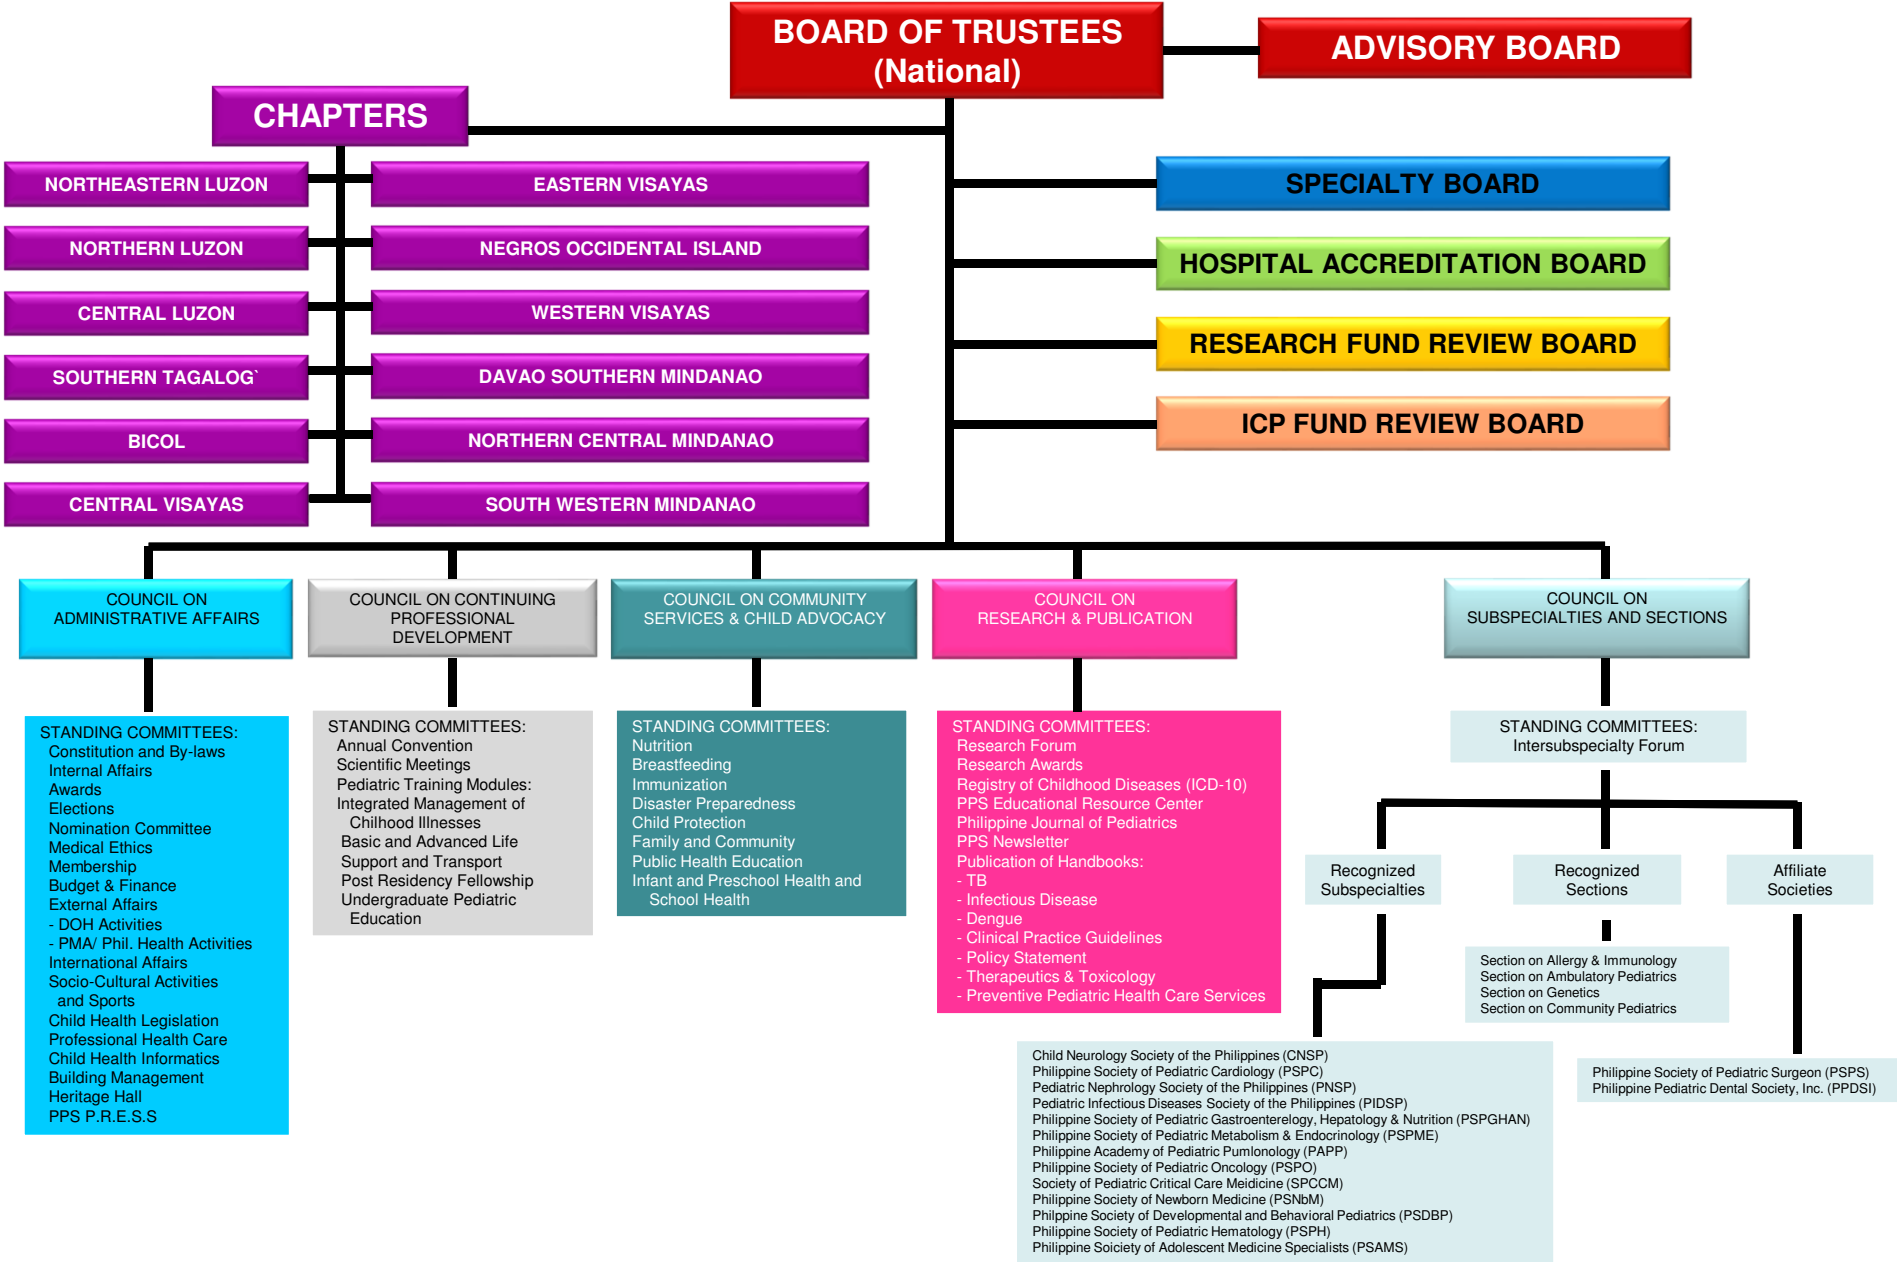 BOARD OF TRUSTEES
(National)
ADVISORY BOARD
CHAPTERS
NORTHEASTERN LUZON
EASTERN VISAYAS
NORTHERN LUZON
NEGROS OCCIDENTAL ISLAND
CENTRAL LUZON
WESTERN VISAYAS
SOUTHERN TAGALOG`
DAVAO SOUTHERN MINDANAO
BICOL
NORTHERN CENTRAL MINDANAO
CENTRAL VISAYAS
SOUTH WESTERN MINDANAO
SPECIALTY BOARD
HOSPITAL ACCREDITATION BOARD
RESEARCH FUND REVIEW BOARD
ICP FUND REVIEW BOARD
COUNCIL ON
ADMINISTRATIVE AFFAIRS
STANDING COMMITTEES:
Constitution and By-laws
Internal Affairs
Awards
Elections
Nomination Committee
Medical Ethics
Membership
Budget & Finance
External Affairs
- DOH Activities
- PMA/ Phil. Health Activities
International Affairs
Socio-Cultural Activities
and Sports
Child Health Legislation
Professional Health Care
Child Health Informatics
Building Management
Heritage Hall
PPS P.R.E.S.S
COUNCIL ON CONTINUING
PROFESSIONAL
DEVELOPMENT
STANDING COMMITTEES:
Annual Convention
Scientific Meetings
Pediatric Training Modules:
Integrated Management of
Chilhood Illnesses
Basic and Advanced Life
Support and Transport
Post Residency Fellowship
Undergraduate Pediatric
Education
COUNCIL ON COMMUNITY
SERVICES & CHILD ADVOCACY
STANDING COMMITTEES:
Nutrition
Breastfeeding
Immunization
Disaster Preparedness
Child Protection
Family and Community
Public Health Education
Infant and Preschool Health and
School Health
COUNCIL ON
RESEARCH & PUBLICATION
STANDING COMMITTEES:
Research Forum
Research Awards
Registry of Childhood Diseases (ICD-10)
PPS Educational Resource Center
Philippine Journal of Pediatrics
PPS Newsletter
Publication of Handbooks:
- TB
- Infectious Disease
- Dengue
- Clinical Practice Guidelines
- Policy Statement
- Therapeutics & Toxicology
- Preventive Pediatric Health Care Services
COUNCIL ON
SUBSPECIALTIES AND SECTIONS
STANDING COMMITTEES:
Intersubspecialty Forum
Recognized
Subspecialties
Recognized
Sections
Affiliate
Societies
Section on Allergy & Immunology
Section on Ambulatory Pediatrics
Section on Genetics
Section on Community Pediatrics
Philippine Society of Pediatric Surgeon (PSPS)
Philippine Pediatric Dental Society, Inc. (PPDSI)
Child Neurology Society of the Philippines (CNSP)
Philippine Society of Pediatric Cardiology (PSPC)
Pediatric Nephrology Society of the Philippines (PNSP)
Pediatric Infectious Diseases Society of the Philippines (PIDSP)
Philippine Society of Pediatric Gastroenterelogy, Hepatology & Nutrition (PSPGHAN)
Philippine Society of Pediatric Metabolism & Endocrinology (PSPME)
Philippine Academy of Pediatric Pumlonology (PAPP)
Philippine Society of Pediatric Oncology (PSPO)
Society of Pediatric Critical Care Meidicine (SPCCM)
Philippine Society of Newborn Medicine (PSNbM)
Philppine Society of Developmental and Behavioral Pediatrics (PSDBP)
Philippine Society of Pediatric Hematology (PSPH)
Philippine Soiciety of Adolescent Medicine Specialists (PSAMS)